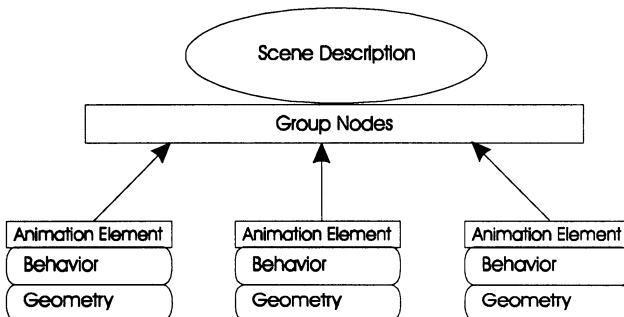 Scene Description
Group Nodes
Animation Element Animation Element Animation Element
Behavior Behavior Behavior
Geometry Geometry Geometry